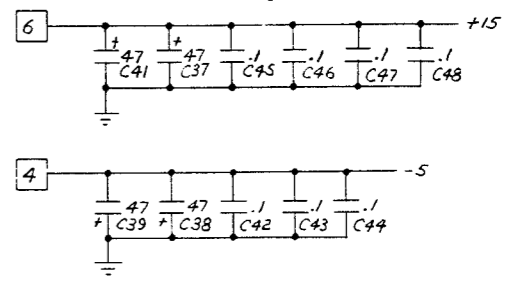 6 +15
+ + 
47 47 .1 .1 .1 .1
C41 C37 C45 C46 C47 C48
4 -5
47 47 .1 .1 .1
+ C39 + C38 C42 C43 C44